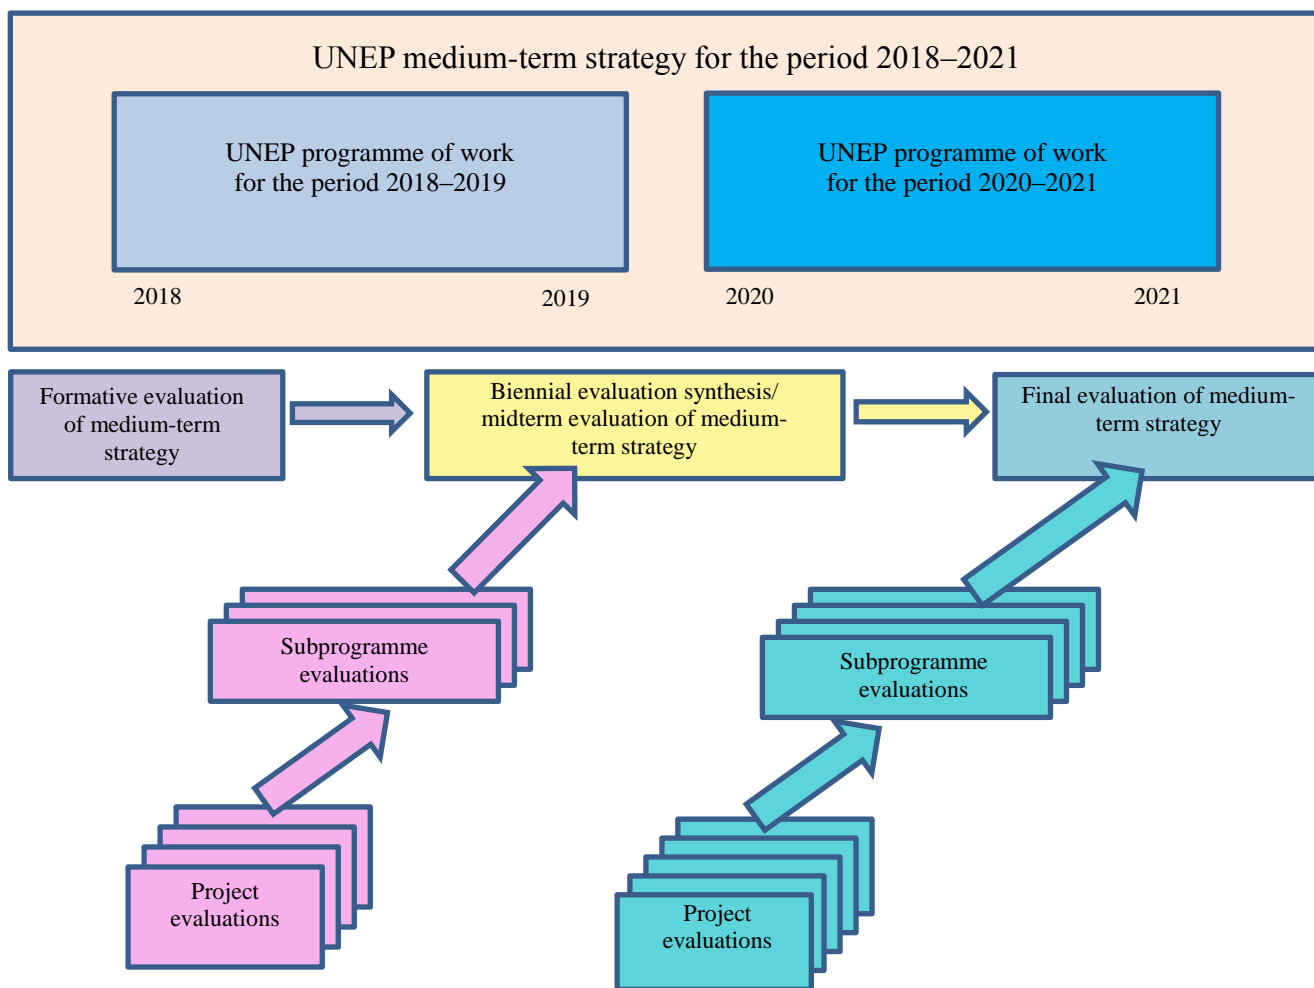 UNEP medium-term strategy for the period 2018–2021
UNEP programme of work
for the period 2018–2019
UNEP programme of work
for the period 2020–2021
2018
2019
2020
2021
Formative evaluation
of medium-term
strategy
Biennial evaluation synthesis/
midterm evaluation of medium-
term strategy
Final evaluation of medium-
term strategy
Subprogramme
evaluations
Subprogramme
evaluations
Project
evaluations
Project
evaluations